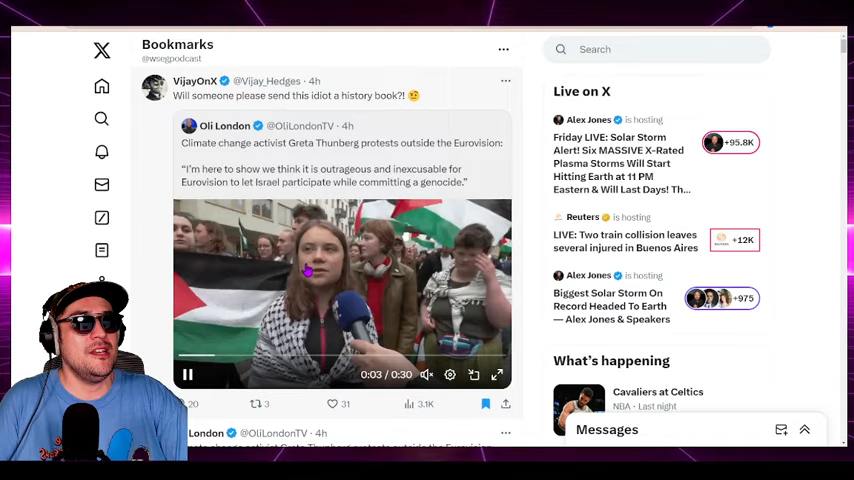 Bookmarks
@wsegpodcast
VijayOnX @Vijay_Hedges · 4h
Will someone please send this idiot a history book?! 🤨
Oli London @OliLondonTV · 4h
Climate change activist Greta Thunberg protests outside the Eurovision:
“I’m here to show we think it is outrageous and inexcusable for
Eurovision to let Israel participate while committing a genocide.”
0:03 / 0:30
20
3
31
3.1K
London @OliLondonTV · 4h
Search
Live on X
Alex Jones is hosting
Friday LIVE: Solar Storm
Alert! Six MASSIVE X-Rated
Plasma Storms Will Start
Hitting Earth at 11 PM
Eastern & Will Last Days! Th...
+95.8K
Reuters is hosting
LIVE: Two train collision leaves
several injured in Buenos Aires
+12K
Alex Jones is hosting
Biggest Solar Storm On
Record Headed To Earth
— Alex Jones & Speakers
+975
What’s happening
Cavaliers at Celtics
NBA · Last night
Messages